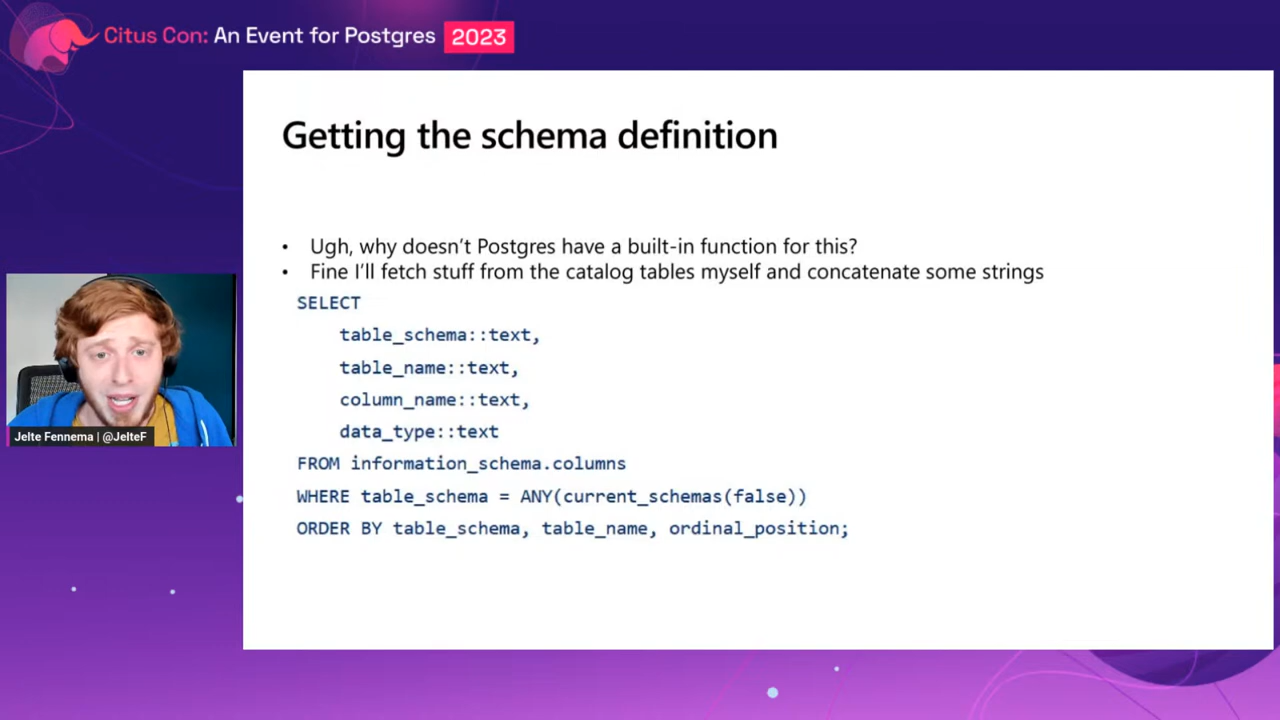 Citus Con: An Event for Postgres 2023
Getting the schema definition
• Ugh, why doesn’t Postgres have a built-in function for this?
• Fine I’ll fetch stuff from the catalog tables myself and concatenate some strings
SELECT
table_schema::text,
table_name::text,
column_name::text,
data_type::text
FROM information_schema.columns
WHERE table_schema = ANY(current_schemas(false))
ORDER BY table_schema, table_name, ordinal_position;
Jelte Fennema | @JelteF